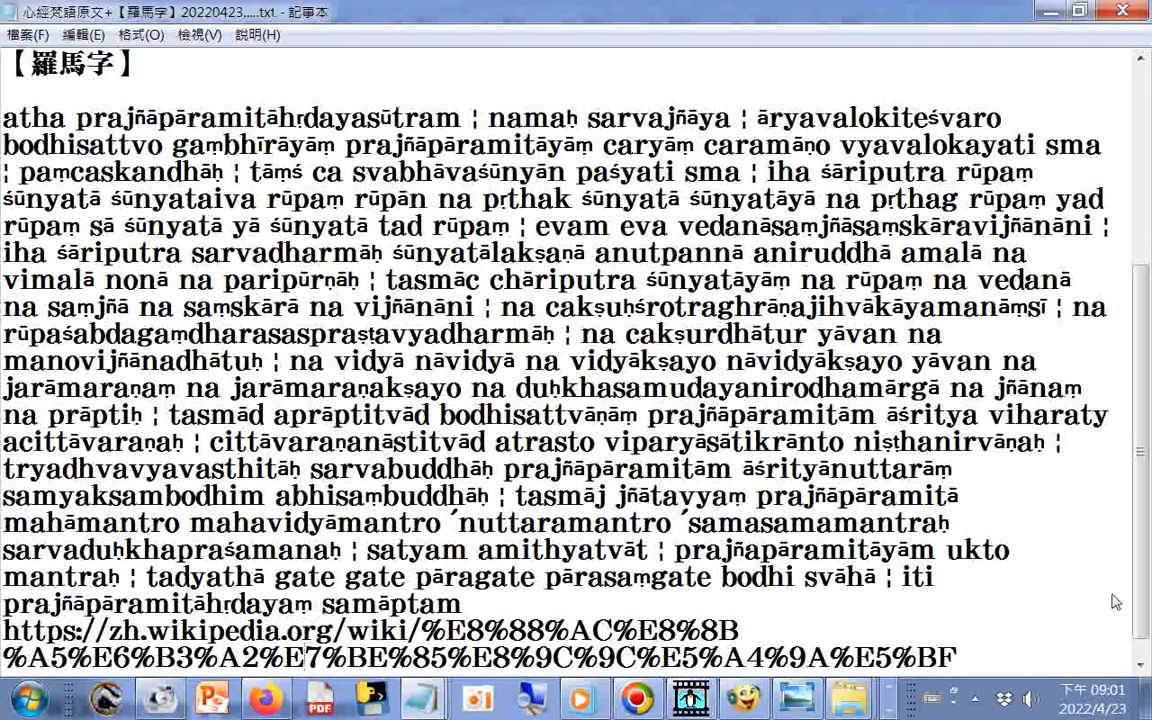 心經梵語原文+【羅馬字】20220423.....txt - 記事本
檔案(F) 編輯(E) 格式(O) 檢視(V) 說明(H)
【羅馬字】
atha prajñāpāramitāhṛdayasūtram ¦ namaḥ sarvajñāya ¦ āryavalokiteśvaro
bodhisattvo gaṃbhīrāyāṃ prajñāpāramitāyāṃ caryāṃ caramāṇo vyavalokayati sma
¦ paṃcaskandhāḥ ¦ tāṃś ca svabhāvaśūnyān paśyati sma ¦ iha śāriputra rūpaṃ
śūnyatā śūnyataiva rūpaṃ rūpān na pṛthak śūnyatā śūnyatāyā na pṛthag rūpaṃ yad
rūpaṃ sā śūnyatā yā śūnyatā tad rūpaṃ ¦ evam eva vedanāsaṃjñāsaṃskāravijñānāni ¦
iha śāriputra sarvadharmāḥ śūnyatālakṣaṇā anutpannā aniruddhā amalā na
vimalā nonā na paripūrṇāḥ ¦ tasmāc chāriputra śūnyatāyāṃ na rūpaṃ na vedanā
na saṃjñā na saṃskārā na vijñānāni ¦ na cakṣuḥśrotraghrāṇajihvākāyamanāṃsī ¦ na
rūpaśabdagaṃdharasaspraṣṭavyadharmāḥ ¦ na cakṣurdhātur yāvan na
manovijñānadhātuḥ ¦ na vidyā nāvidyā na vidyākṣayo nāvidyākṣayo yāvan na
jarāmaraṇaṃ na jarāmaraṇakṣayo na duḥkhasamudayanirodhamārgā na jñānaṃ
na prāptiḥ ¦ tasmād aprāptitvād bodhisattvāṇāṃ prajñāpāramitām āśritya viharaty
acittāvaraṇaḥ ¦ cittāvaraṇanāstitvād atrasto viparyāsātikrānto niṣṭhanirvāṇaḥ ¦
tryadhvavyavasthitāḥ sarvabuddhāḥ prajñāpāramitām āśrityānuttarāṃ
samyaksambodhim abhisaṃbuddhāḥ ¦ tasmāj jñātavyaṃ prajñāpāramitā
mahāmantro mahavidyāmantro ´nuttaramantro ´samasamamantraḥ
sarvaduḥkhapraśamanaḥ ¦ satyam amithyatvāt ¦ prajñapāramitāyām ukto
mantraḥ ¦ tadyathā gate gate pāragate pārasaṃgate bodhi svāhā ¦ iti
prajñāpāramitāhṛdayaṃ samāptam
https://zh.wikipedia.org/wiki/%E8%88%AC%E8%8B
%A5%E6%B3%A2%E7%BE%85%E8%9C%9C%E5%A4%9A%E5%BF
PDF
下午 09:01
2022/4/23